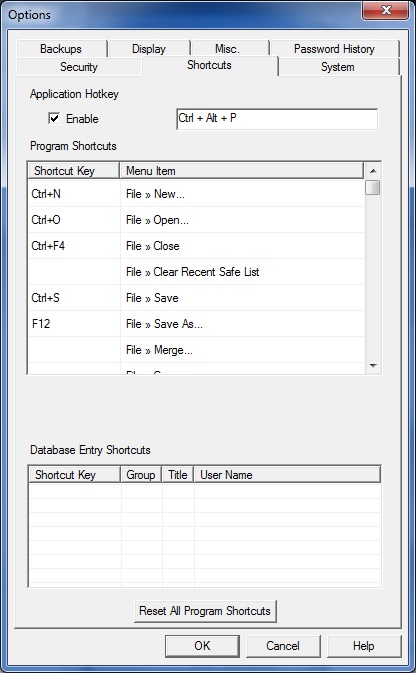 Options
Backups Display Misc. Password History
Security Shortcuts System
Application Hotkey
Enable Ctrl + Alt + P
Program Shortcuts
Shortcut Key Menu Item
Ctrl+N File » New...
Ctrl+O File » Open...
Ctrl+F4 File » Close
File » Clear Recent Safe List
Ctrl+S File » Save
F12 File » Save As...
File » Merge...
Database Entry Shortcuts
Shortcut Key Group Title User Name
Reset All Program Shortcuts
OK Cancel Help